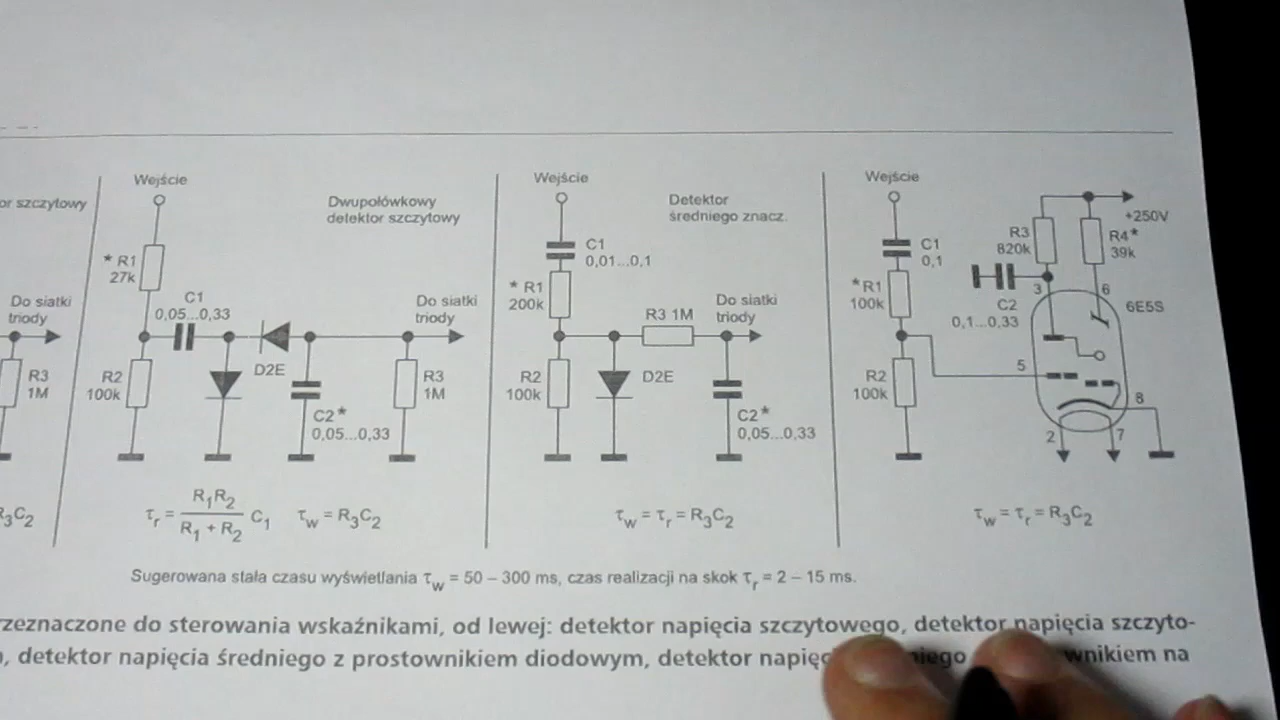 or szczytowy
Do siatki
triody
R3
1M
R3C2
Wejście
Dwupołówkowy
detektor szczytowy
* R1
27k
C1
0,05...0,33
Do siatki
triody
D2E
R2
100k
C2*
0,05...0,33
R3
1M
τr = R1R2 / R1 + R2 C1 τw = R3C2
Wejście
Detektor
średniego znacz.
C1
0,01...0,1
* R1
200k
R3 1M
Do siatki
triody
R2
100k
D2E
C2*
0,05...0,33
τw = τr = R3C2
Wejście
C1
0,1
*R1
100k
R2
100k
R3
820k
R4*
39k
+250V
C2
0,1...0,33
3
6
6E5S
5
8
2
7
τw = τr = R3C2
Sugerowana stała czasu wyświetlania τw = 50 – 300 ms, czas realizacji na skok τr = 2 – 15 ms.
rzeznaczone do sterowania wskaźnikami, od lewej: detektor napięcia szczytowego, detektor napięcia szczyto-
, detektor napięcia średniego z prostownikiem diodowym, detektor napięc niego wnikiem na